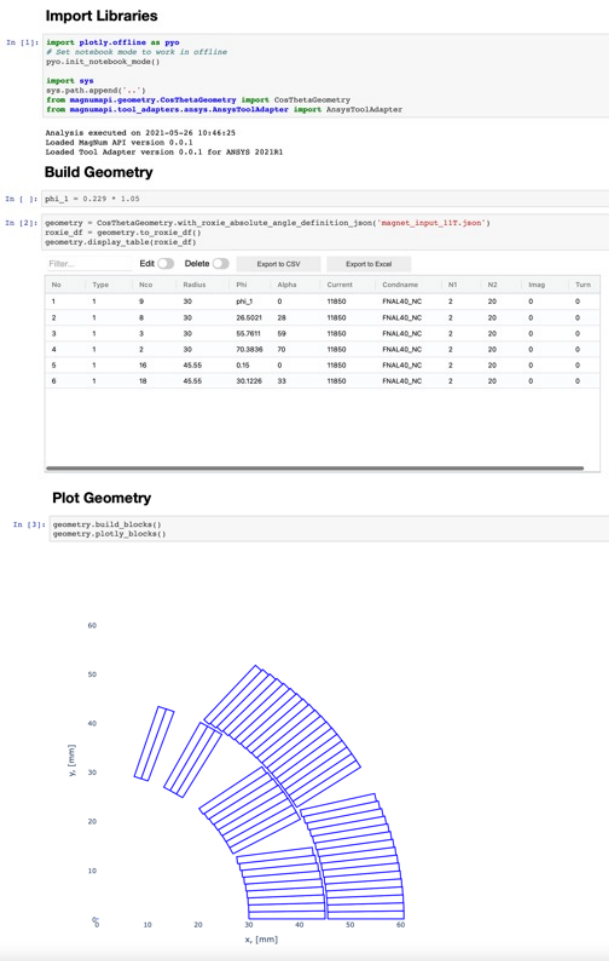 Import Libraries
In [1]: import plotly.offline as pyo
# Set notebook mode to work in offline
pyo.init_notebook_mode()
import sys
sys.path.append('..')
from magnumapi.geometry.CosThetaGeometry import CosThetaGeometry
from magnumapi.tool_adapters.ansys.AnsysToolAdapter import AnsysToolAdapter
Analysis executed on 2021-05-26 10:46:25
Loaded MagNum API version 0.0.1
Loaded Tool Adapter version 0.0.1 for ANSYS 2021R1
Build Geometry
In [ ]: phi_1 = 0.229 * 1.05
In [2]: geometry = CosThetaGeometry.with_roxie_absolute_angle_definition_json('magnet_input_11T.json')
roxie_df = geometry.to_roxie_df()
geometry.display_table(roxie_df)
Filter... Edit Delete Export to CSV Export to Excel
No Type Nco Radius Phi Alpha Current Condname N1 N2 Imag Turn
1 1 9 30 phi_1 0 11850 FNAL40_NC 2 20 0 0
2 1 8 30 26.5021 28 11850 FNAL40_NC 2 20 0 0
3 1 3 30 55.7611 59 11850 FNAL40_NC 2 20 0 0
4 1 2 30 70.3836 70 11850 FNAL40_NC 2 20 0 0
5 1 16 45.55 0.15 0 11850 FNAL40_NC 2 20 0 0
6 1 18 45.55 30.1226 33 11850 FNAL40_NC 2 20 0 0
Plot Geometry
In [3]: geometry.build_blocks()
geometry.plotly_blocks()
60
50
40
30
20
10
0
y, [mm]
0 10 20 30 40 50 60
x, [mm]